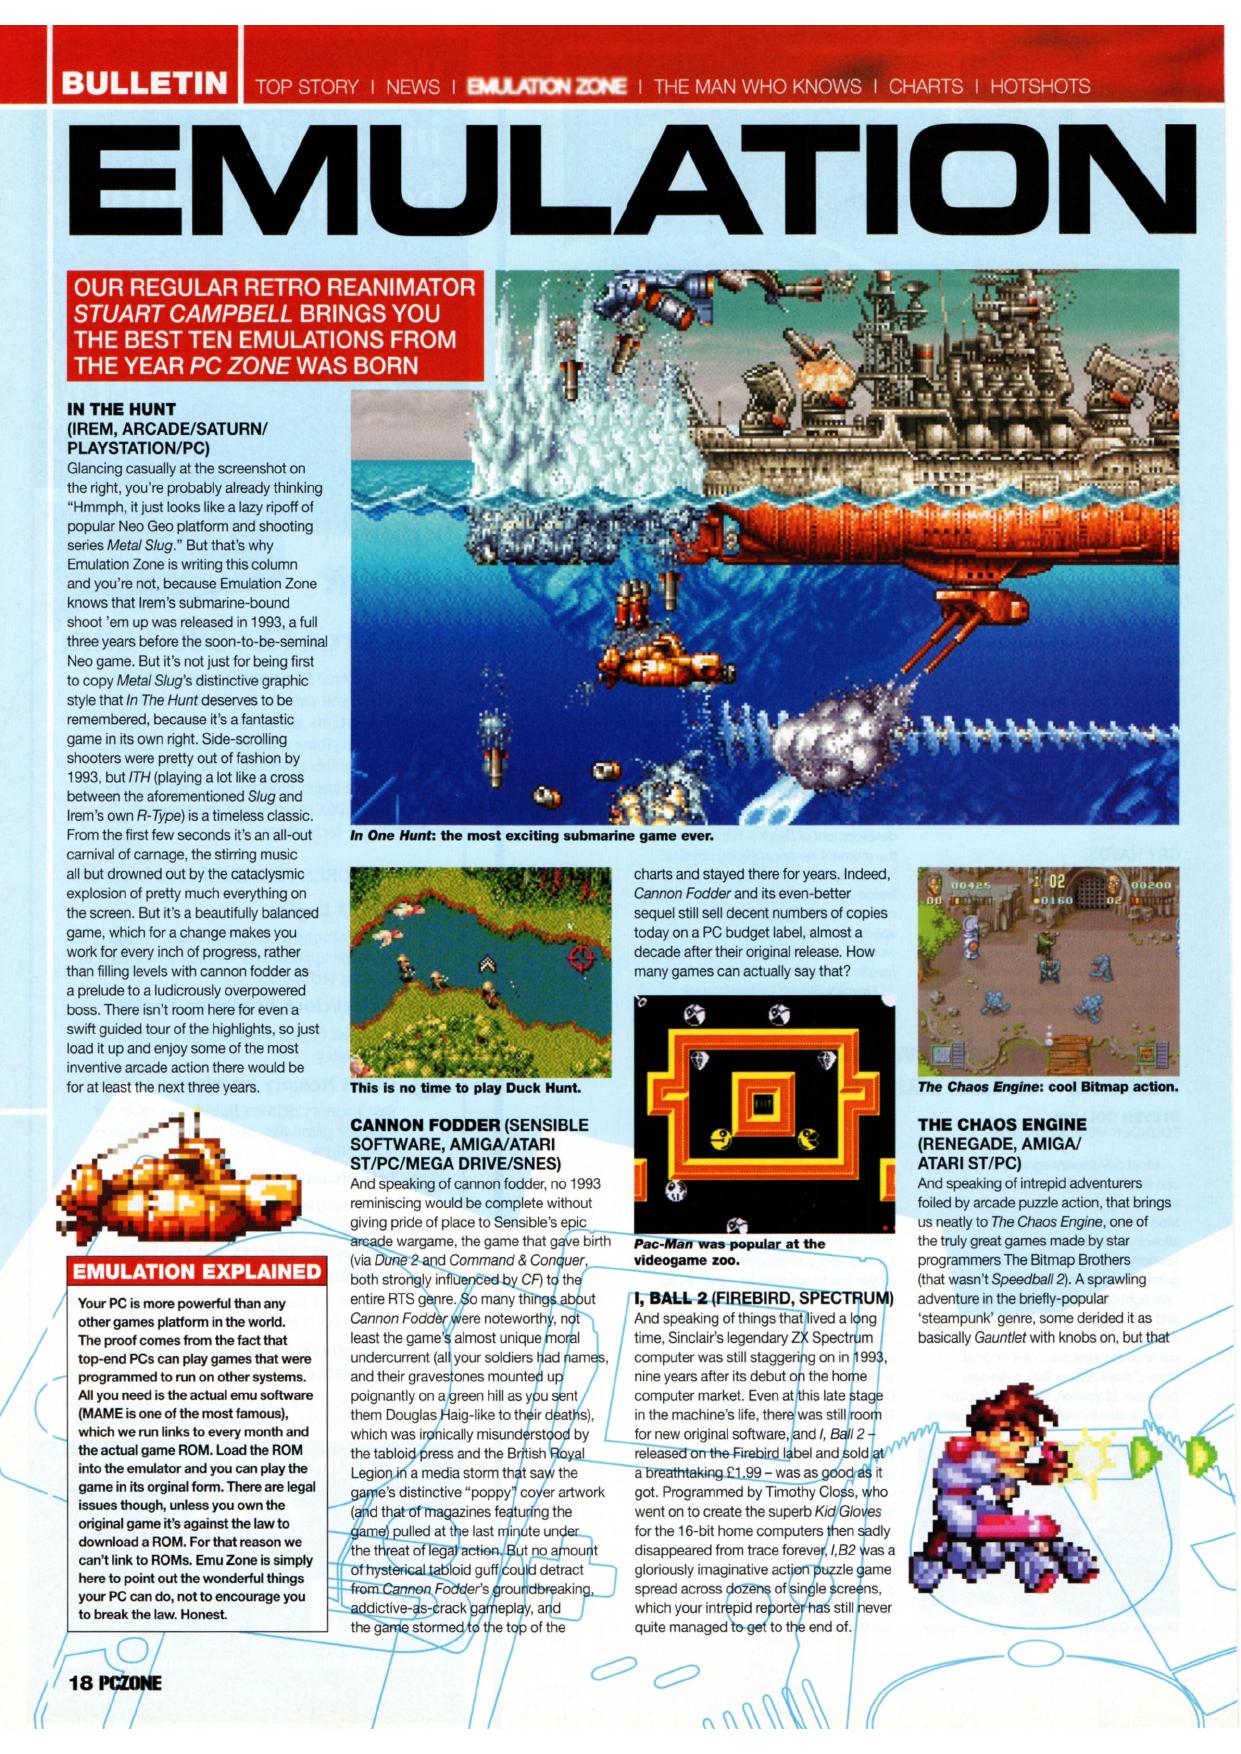 BULLETIN
TOP STORY | NEWS | EMULATION ZONE | THE MAN WHO KNOWS | CHARTS | HOTSHOTS
EMULATION
OUR REGULAR RETRO REANIMATOR
STUART CAMPBELL BRINGS YOU
THE BEST TEN EMULATIONS FROM
THE YEAR PC ZONE WAS BORN
IN THE HUNT
(IREM, ARCADE/SATURN/
PLAYSTATION/PC)
Glancing casually at the screenshot on
the right, you're probably already thinking
"Hmmph, it just looks like a lazy ripoff of
popular Neo Geo platform and shooting
series Metal Slug." But that's why
Emulation Zone is writing this column
and you're not, because Emulation Zone
knows that Irem's submarine-bound
shoot 'em up was released in 1993, a full
three years before the soon-to-be-seminal
Neo game. But it's not just for being first
to copy Metal Slug's distinctive graphic
style that In The Hunt deserves to be
remembered, because it's a fantastic
game in its own right. Side-scrolling
shooters were pretty out of fashion by
1993, but ITH (playing a lot like a cross
between the aforementioned Slug and
Irem's own R-Type) is a timeless classic.
From the first few seconds it's an all-out
carnival of carnage, the stirring music
all but drowned out by the cataclysmic
explosion of pretty much everything on
the screen. But it's a beautifully balanced
game, which for a change makes you
work for every inch of progress, rather
than filling levels with cannon fodder as
a prelude to a ludicrously overpowered
boss. There isn't room here for even a
swift guided tour of the highlights, so just
load it up and enjoy some of the most
inventive arcade action there would be
for at least the next three years.
EMULATION EXPLAINED
Your PC is more powerful than any
other games platform in the world.
The proof comes from the fact that
top-end PCs can play games that were
programmed to run on other systems.
All you need is the actual emu software
(MAME is one of the most famous),
which we run links to every month and
the actual game ROM. Load the ROM
into the emulator and you can play the
game in its orginal form. There are legal
issues though, unless you own the
original game it's against the law to
download a ROM. For that reason we
can't link to ROMs. Emu Zone is simply
here to point out the wonderful things
your PC can do, not to encourage you
to break the law. Honest.
In One Hunt: the most exciting submarine game ever.
This is no time to play Duck Hunt.
CANNON FODDER (SENSIBLE
SOFTWARE, AMIGA/ATARI
ST/PC/MEGA DRIVE/SNES)
And speaking of cannon fodder, no 1993
reminiscing would be complete without
giving pride of place to Sensible's epic
arcade wargame, the game that gave birth
(via Dune 2 and Command & Conquer,
both strongly influenced by CF) to the
entire RTS genre. So many things about
Cannon Fodder were noteworthy, not
least the game's almost unique moral
undercurrent (all your soldiers had names,
and their gravestones mounted up
poignantly on a green hill as you sent
them Douglas Haig-like to their deaths),
which was ironically misunderstood by
the tabloid press and the British Royal
Legion in a media storm that saw the
game's distinctive "poppy" cover artwork
(and that of magazines featuring the
game) pulled at the last minute under
the threat of legal action. But no amount
of hysterical tabloid guff could detract
from Cannon Fodder's groundbreaking,
addictive-as-crack gameplay, and
the game stormed to the top of the
charts and stayed there for years. Indeed,
Cannon Fodder and its even-better
sequel still sell decent numbers of copies
today on a PC budget label, almost a
decade after their original release. How
many games can actually say that?
EXIT
Pac-Man was popular at the
videogame zoo.
I, BALL 2 (FIREBIRD, SPECTRUM)
And speaking of things that lived a long
time, Sinclair's legendary ZX Spectrum
computer was still staggering on in 1993,
nine years after its debut on the home
computer market. Even at this late stage
in the machine's life, there was still room
for new original software, and I, Ball 2 –
released on the Firebird label and sold at
a breathtaking £1.99 – was as good as it
got. Programmed by Timothy Closs, who
went on to create the superb Kid Gloves
for the 16-bit home computers then sadly
disappeared from trace forever, I,B2 was a
gloriously imaginative action puzzle game
spread across dozens of single screens,
which your intrepid reporter has still never
quite managed to get to the end of.
00425 02 00200
00 0160 02
The Chaos Engine: cool Bitmap action.
THE CHAOS ENGINE
(RENEGADE, AMIGA/
ATARI ST/PC)
And speaking of intrepid adventurers
foiled by arcade puzzle action, that brings
us neatly to The Chaos Engine, one of
the truly great games made by star
programmers The Bitmap Brothers
(that wasn't Speedball 2). A sprawling
adventure in the briefly-popular
'steampunk' genre, some derided it as
basically Gauntlet with knobs on, but that
18 PCZONE